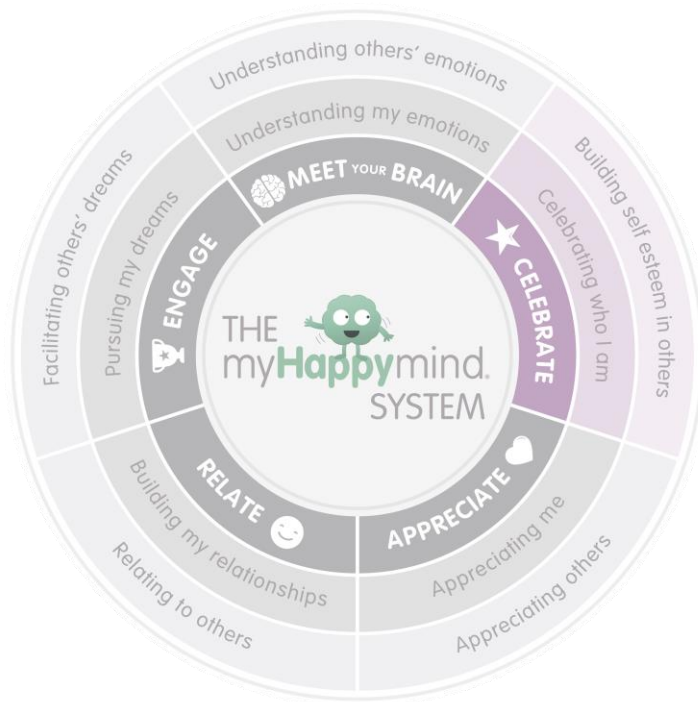 Understanding others' emotions
Understanding my emotions
MEET YOUR BRAIN
Building self esteem in others
Celebrating who I am
CELEBRATE
Appreciating others
Appreciating me
APPRECIATE
Relating to others
Building my relationships
RELATE
Facilitating others' dreams
Pursuing my dreams
ENGAGE
THE
myHappymind.
SYSTEM